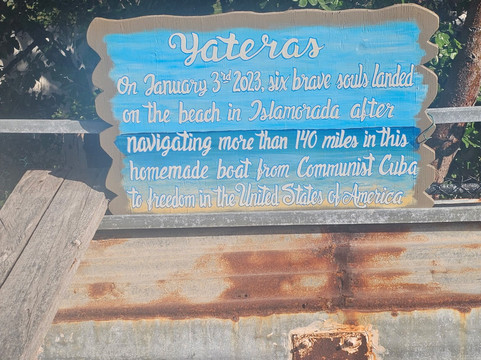 Yateras
On January 3rd 2023, six brave souls landed
on the beach in Islamorada after
navigating more than 140 miles in this
homemade boat from Communist Cuba
to freedom in the United States of America